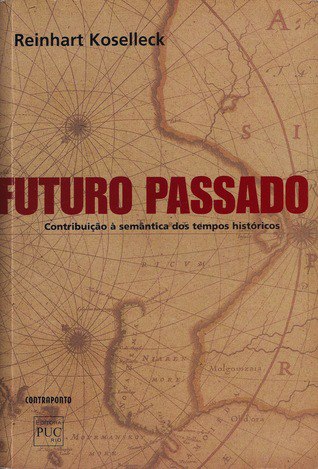 Reinhart Koselleck
FUTURO PASSADO
Contribuição à semântica dos tempos históricos
CONTRAPONTO
EDITORA
PUC
RIO